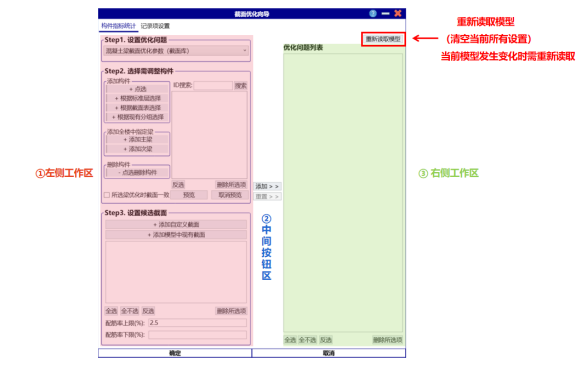 截面优化向导
构件指标统计 记录项设置
重新读取模型
Step1. 设置优化问题
混凝土梁截面优化参数（截面库）
优化问题列表
Step2. 选择需调整构件
添加构件
+ 点选
+ 根据标准层选择
+ 根据截面表选择
+ 根据现有分组选择
ID搜索:
搜索
添加全楼中指定梁
+ 添加主梁
+ 添加次梁
删除构件
- 点选删除构件
反选
删除所选项
所选梁优化时截面一致
预览
取消预览
Step3. 设置候选截面
+ 添加自定义截面
+ 添加模型中现有截面
全选 全不选 反选
删除所选项
配筋率上限(%): 2.5
配筋率下限(%):
添加 > >
放置 > >
全选 全不选 反选
删除所选项
确定
取消
①左侧工作区
②中间按钮区
③ 右侧工作区
重新读取模型
（清空当前所有设置）
当前模型发生变化时需重新读取